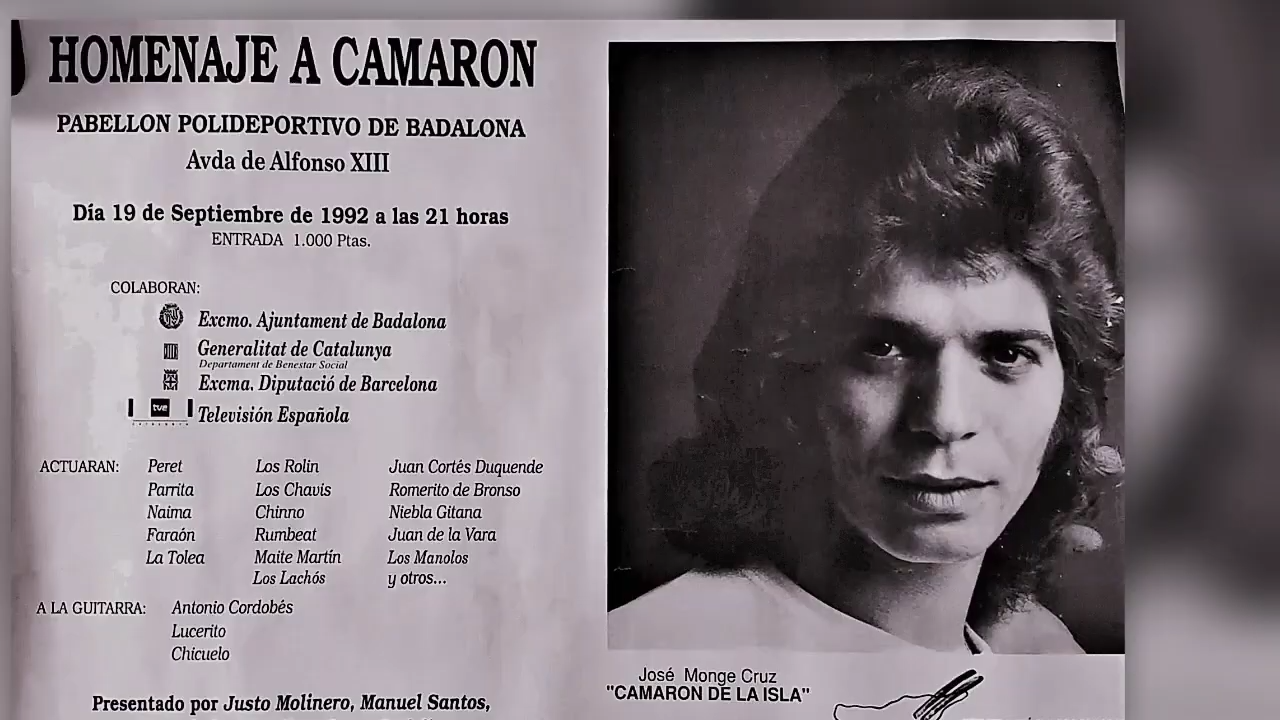 HOMENAJE A CAMARON
PABELLON POLIDEPORTIVO DE BADALONA
Avda de Alfonso XIII
Día 19 de Septiembre de 1992 a las 21 horas
ENTRADA 1.000 Ptas.
COLABORAN:
Excmo. Ajuntament de Badalona
Generalitat de Catalunya
Departament de Benestar Social
Excma. Diputació de Barcelona
tve
Televisión Española
ACTUARAN: Peret Los Rolin Juan Cortés Duquende
Parrita Los Chavis Romerito de Bronso
Naima Chinno Niebla Gitana
Faraón Rumbeat Juan de la Vara
La Tolea Maite Martín Los Manolos
Los Lachós y otros...
A LA GUITARRA: Antonio Cordobés
Lucerito
Chicuelo
Presentado por Justo Molinero, Manuel Santos,
José Monge Cruz
"CAMARON DE LA ISLA"